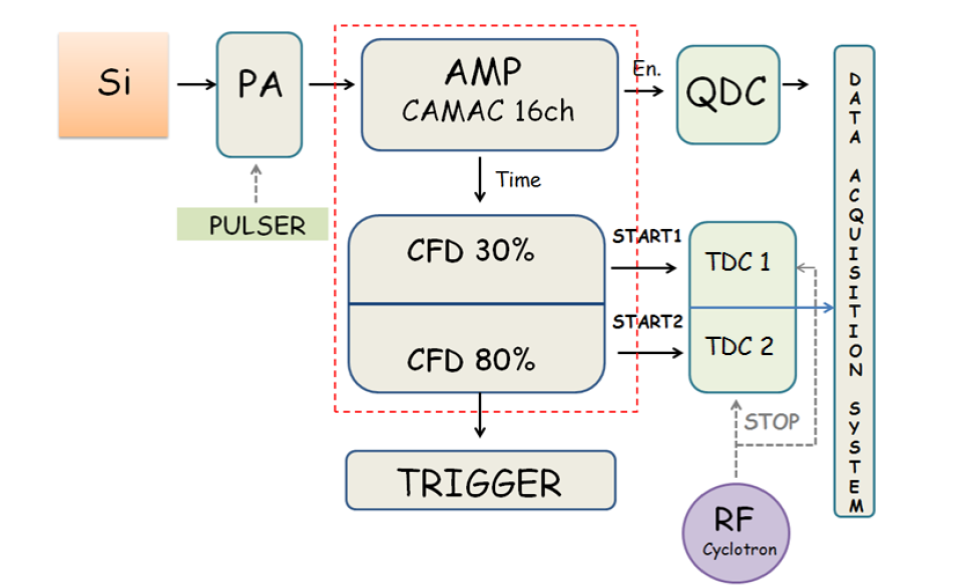 Si
PA
AMP
CAMAC 16ch
En.
QDC
PULSER
Time
CFD 30%
CFD 80%
START1
START2
TDC 1
TDC 2
STOP
TRIGGER
RF
Cyclotron
DATA ACQUISITION SYSTEM